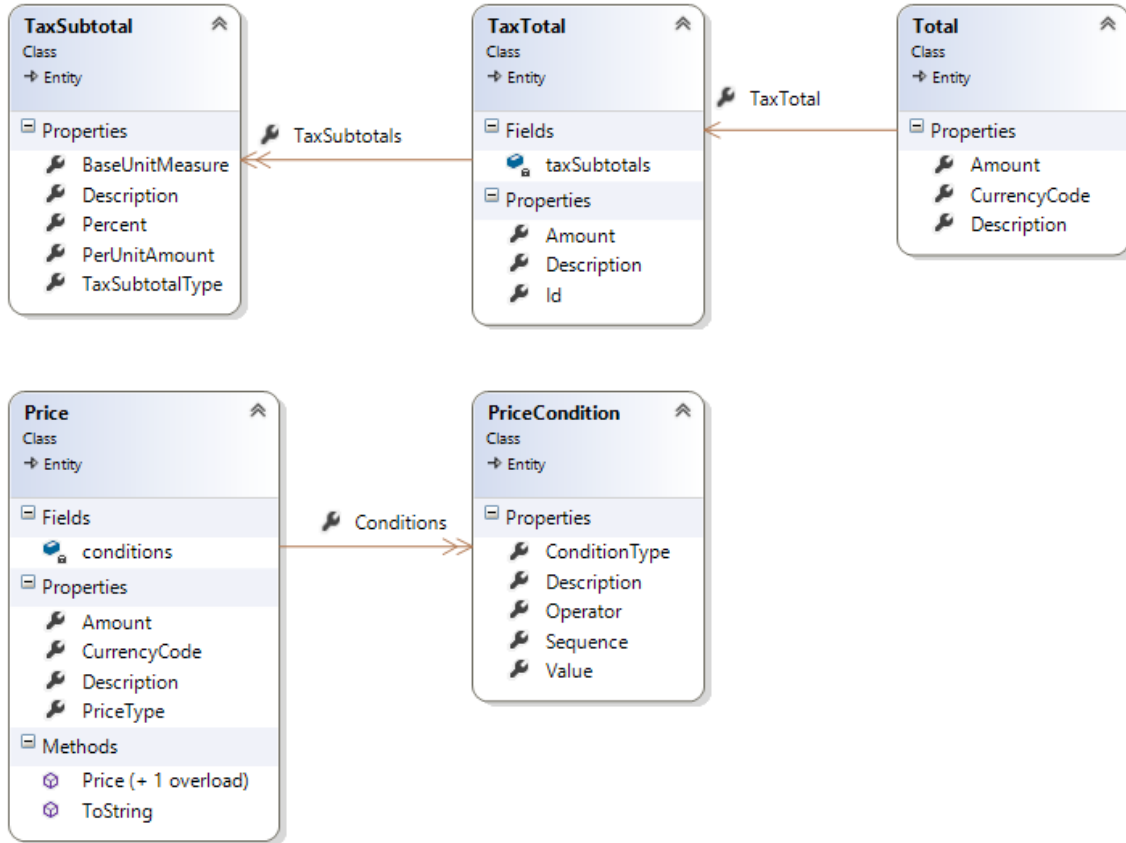 TaxSubtotal
Class
Entity
Properties
BaseUnitMeasure
Description
Percent
PerUnitAmount
TaxSubtotalType
TaxSubtotals
TaxTotal
Class
Entity
Fields
taxSubtotals
Properties
Amount
Description
Id
TaxTotal
Total
Class
Entity
Properties
Amount
CurrencyCode
Description
Price
Class
Entity
Fields
conditions
Properties
Amount
CurrencyCode
Description
PriceType
Methods
Price (+ 1 overload)
ToString
Conditions
PriceCondition
Class
Entity
Properties
ConditionType
Description
Operator
Sequence
Value